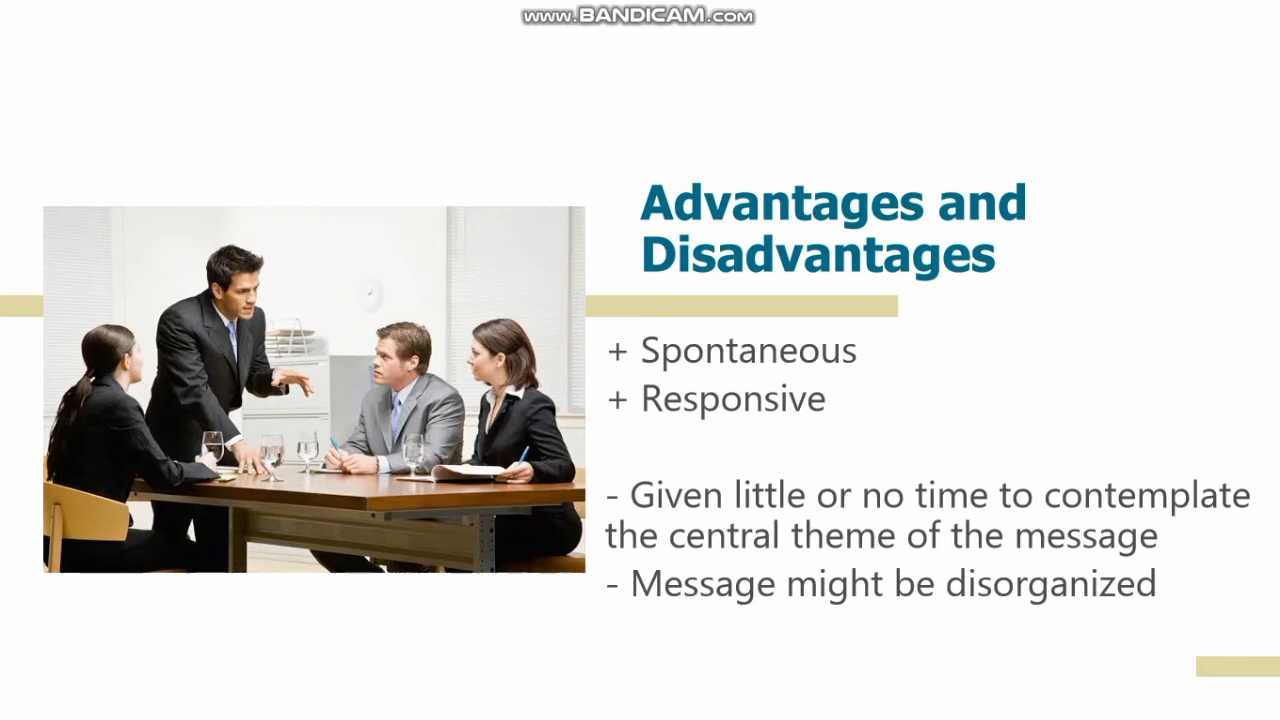 www.BANDICAM.com
Advantages and
Disadvantages
+ Spontaneous
+ Responsive
- Given little or no time to contemplate
the central theme of the message
- Message might be disorganized